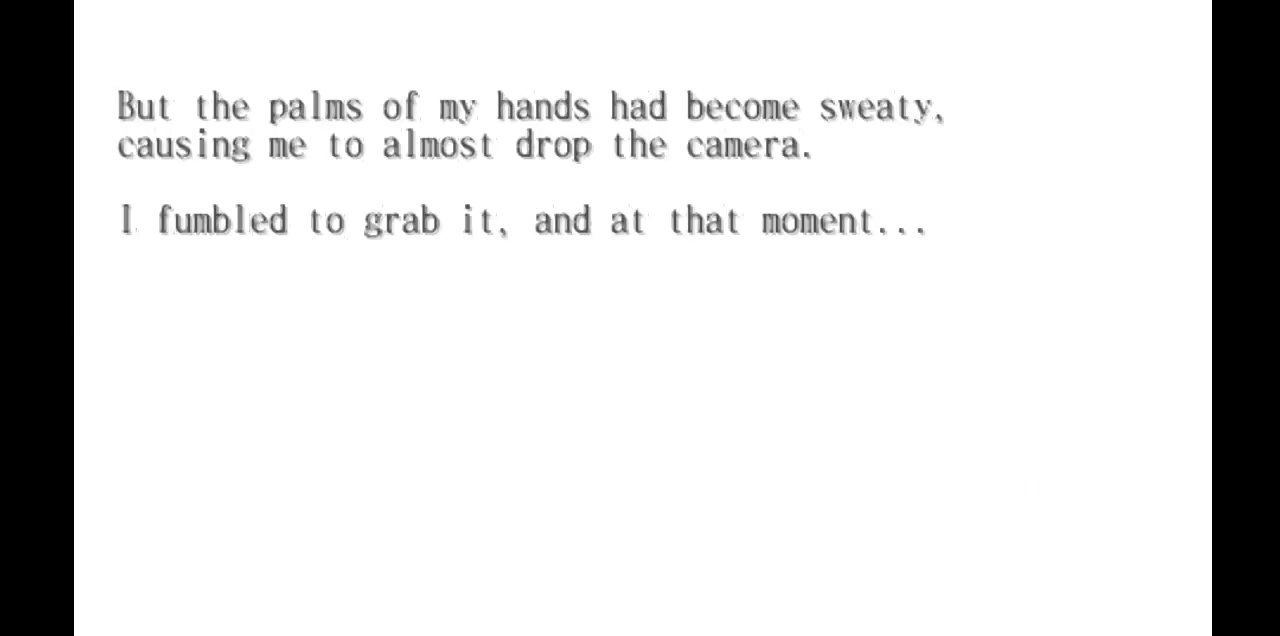 But the palms of my hands had become sweaty,
causing me to almost drop the camera.
I fumbled to grab it, and at that moment...